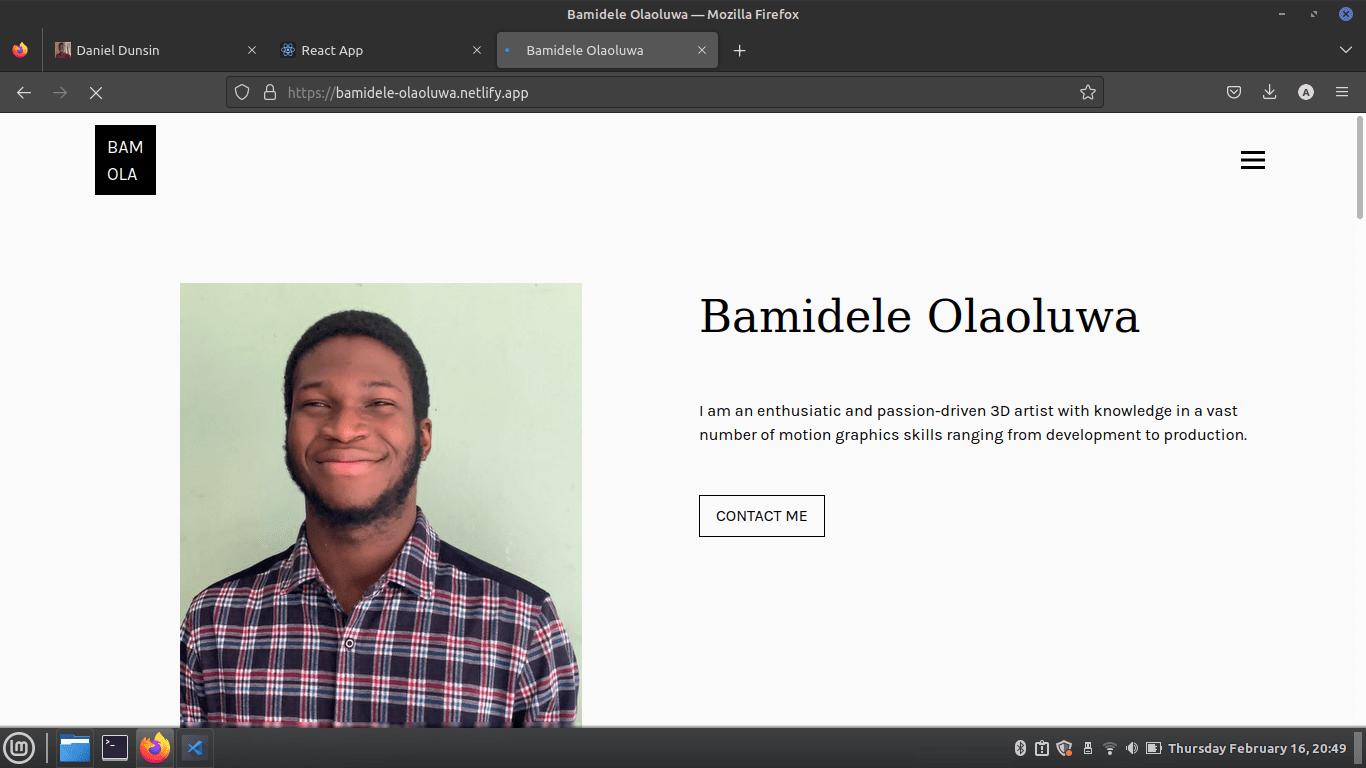 Bamidele Olaoluwa — Mozilla Firefox
Daniel Dunsin
React App
Bamidele Olaoluwa
https://bamidele-olaoluwa.netlify.app
A
BAM
OLA
Bamidele Olaoluwa
I am an enthusiatic and passion-driven 3D artist with knowledge in a vast
number of motion graphics skills ranging from development to production.
CONTACT ME
Thursday February 16, 20:49